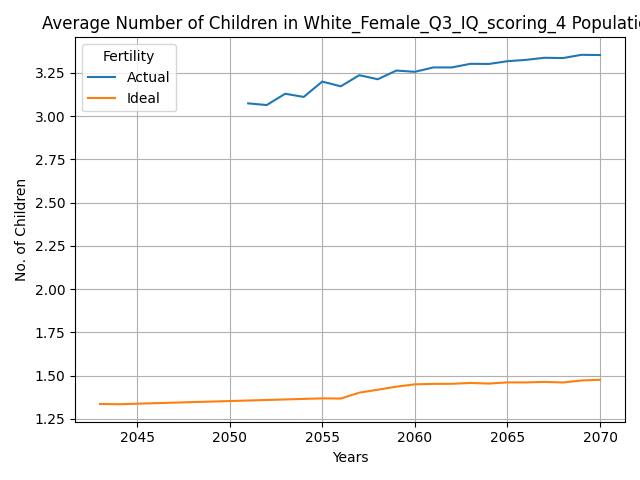 Average Number of Children in White_Female_Q3_IQ_scoring_4 Populatio
Fertility
Actual
Ideal
3.25
3.00
2.75
2.50
2.25
2.00
1.75
1.50
1.25
No. of Children
2045 2050 2055 2060 2065 2070
Years